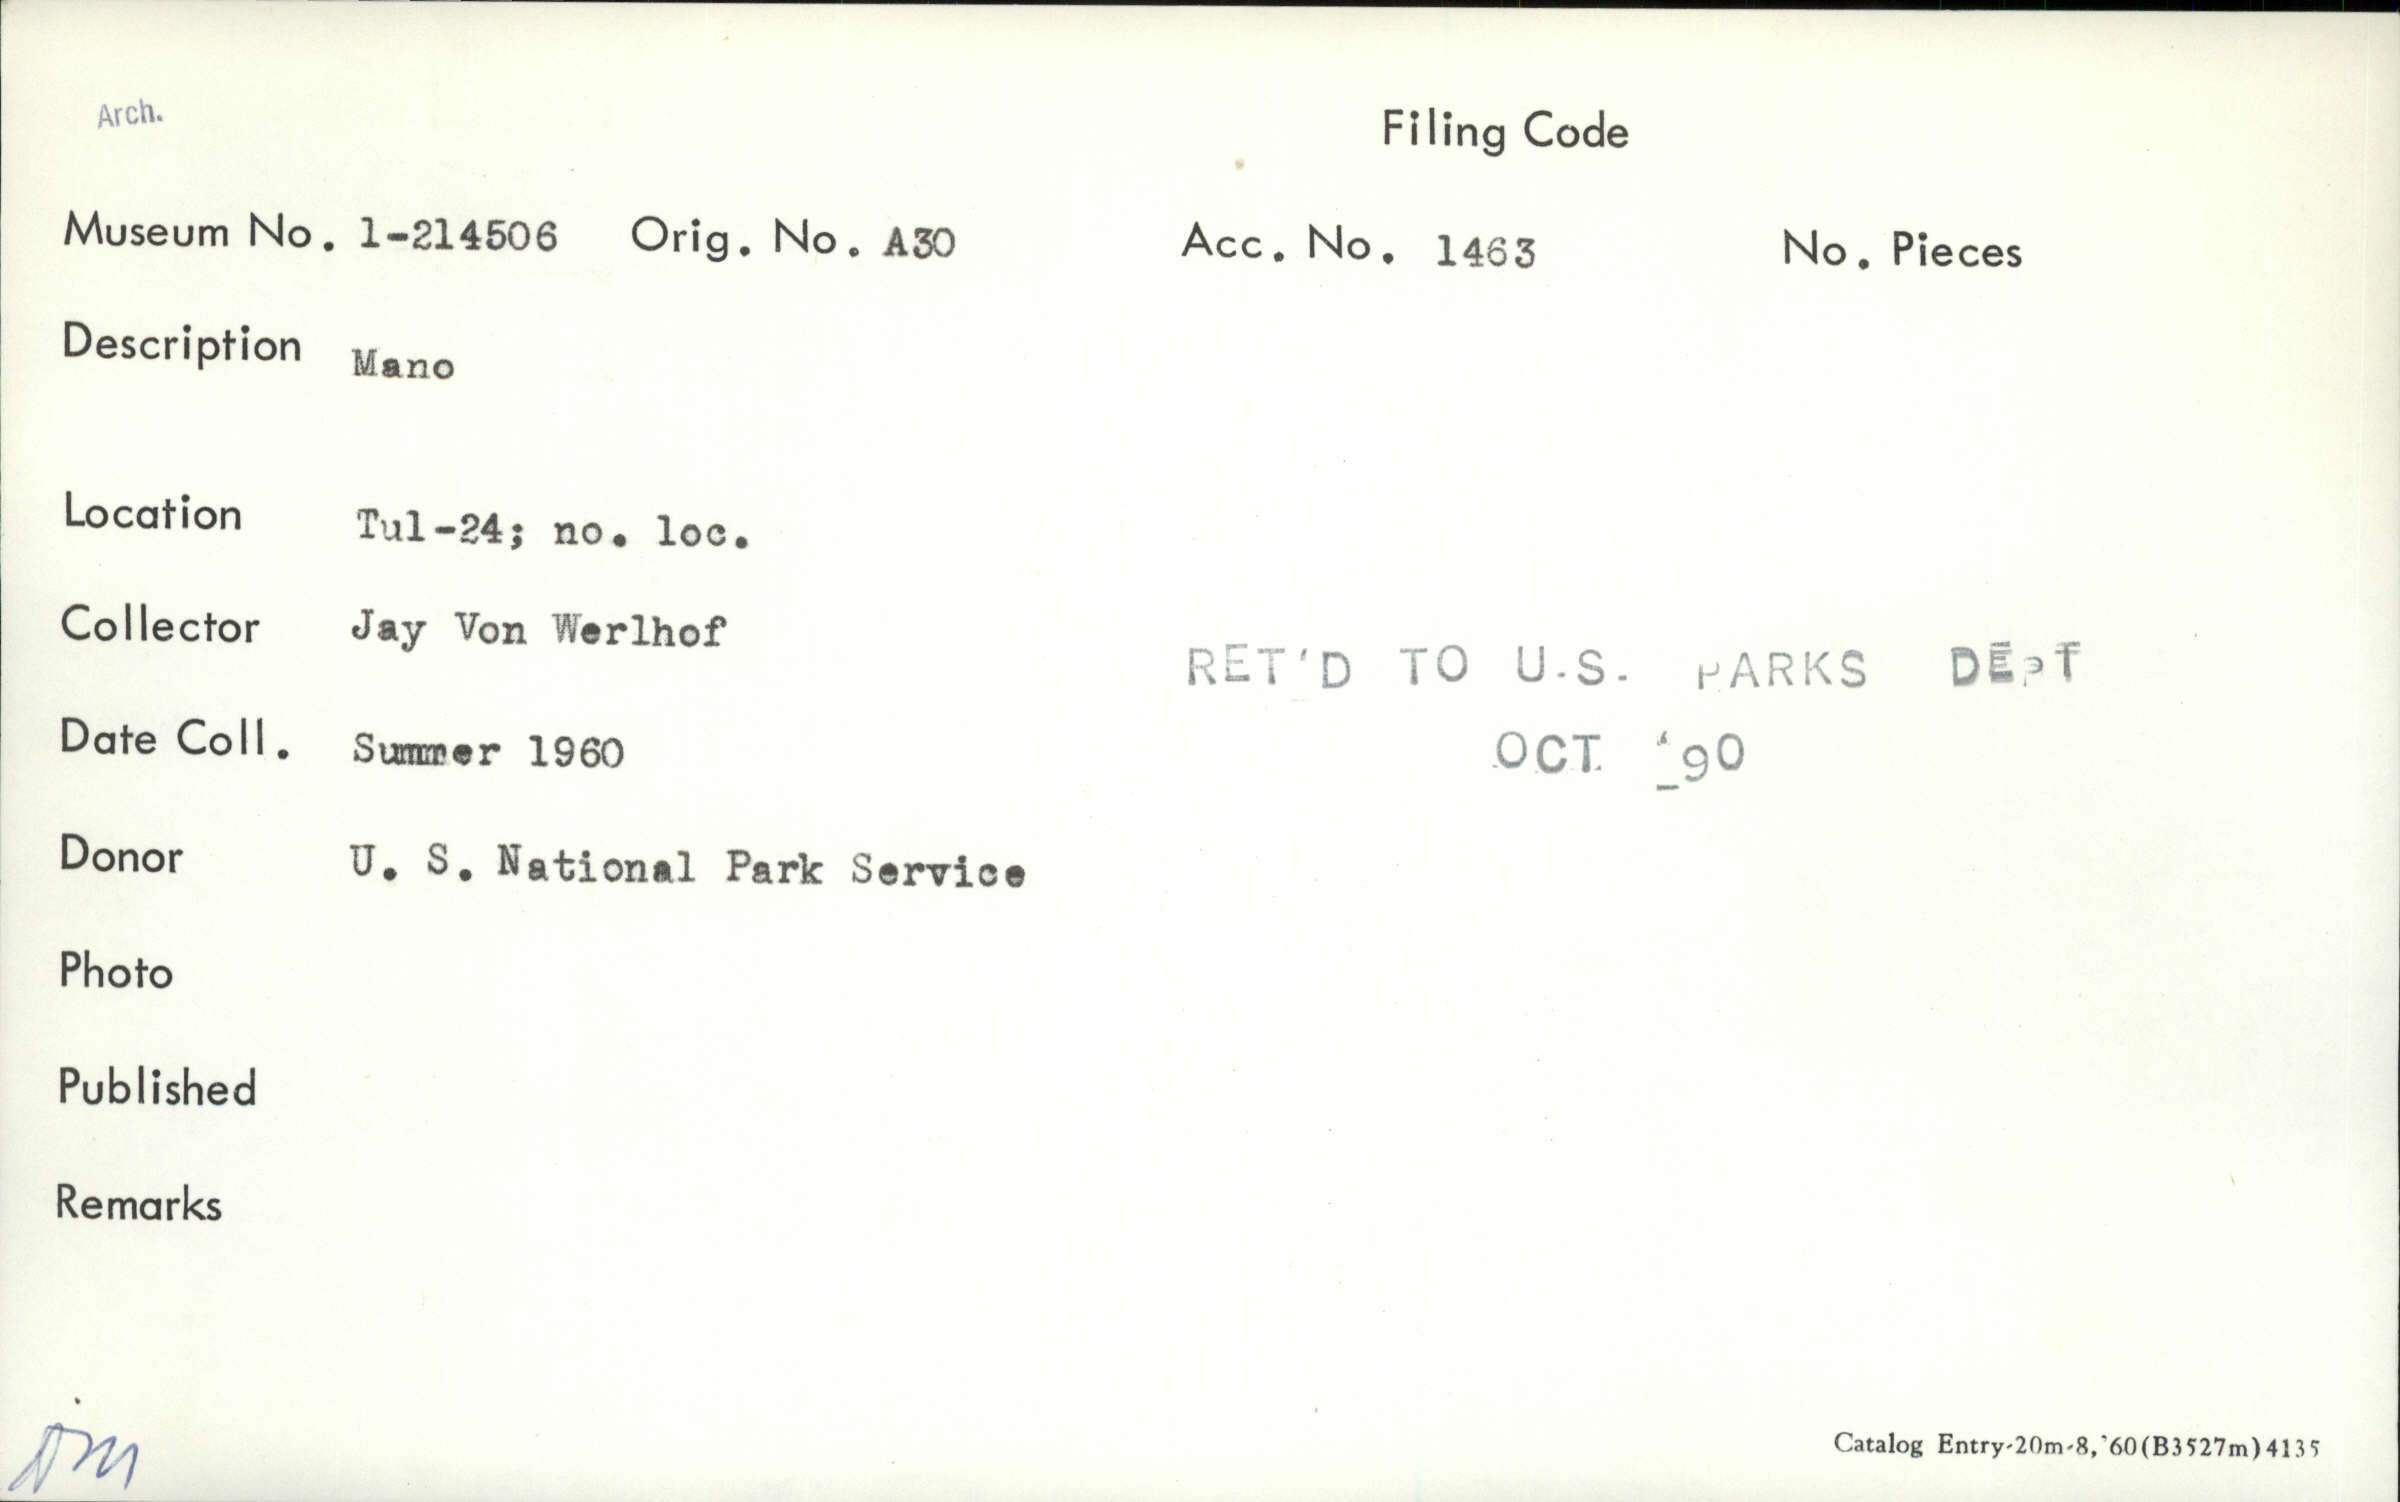 Arch.
Filing Code
Museum No. 1-214506 Orig. No. A30 Acc. No. 1463 No. Pieces
Description Mano
Location Tul-24; no. loc.
Collector Jay Von Werlhof
RET'D TO U.S. PARKS DEPT
Date Coll. Summer 1960
OCT '90
Donor U. S. National Park Service
Photo
Published
Remarks
DM
Catalog Entry-20m-8,'60(B3527m)4135